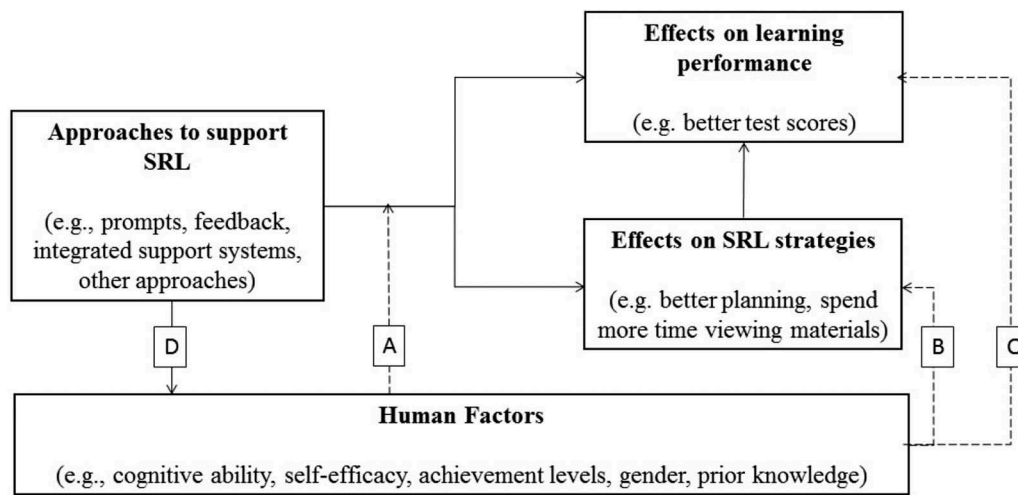 Effects on learning
performance
(e.g. better test scores)
Approaches to support
SRL
(e.g., prompts, feedback,
integrated support systems,
other approaches)
Effects on SRL strategies
(e.g. better planning, spend
more time viewing materials)
D
A
B
C
Human Factors
(e.g., cognitive ability, self-efficacy, achievement levels, gender, prior knowledge)